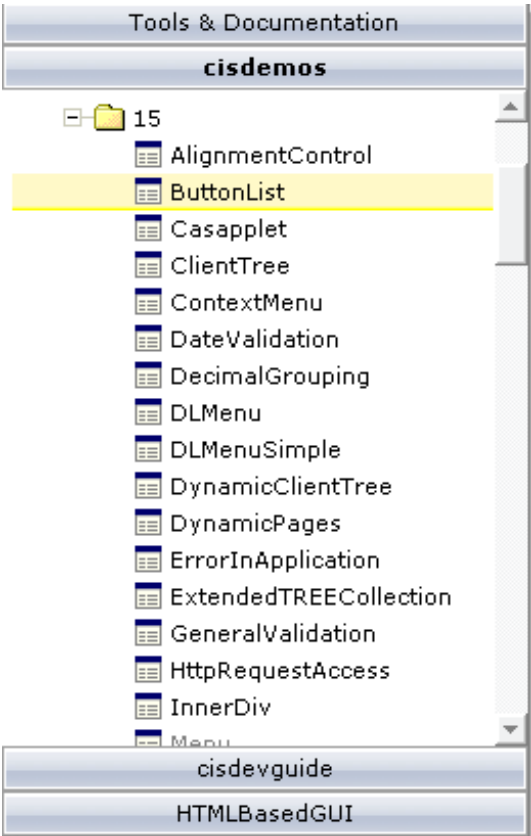 Tools & Documentation
cisdemos
15
AlignmentControl
ButtonList
Casapplet
ClientTree
ContextMenu
DateValidation
DecimalGrouping
DLMenu
DLMenuSimple
DynamicClientTree
DynamicPages
ErrorInApplication
ExtendedTREECollection
GeneralValidation
HttpRequestAccess
InnerDiv
Menu
cisdevguide
HTMLBasedGUI